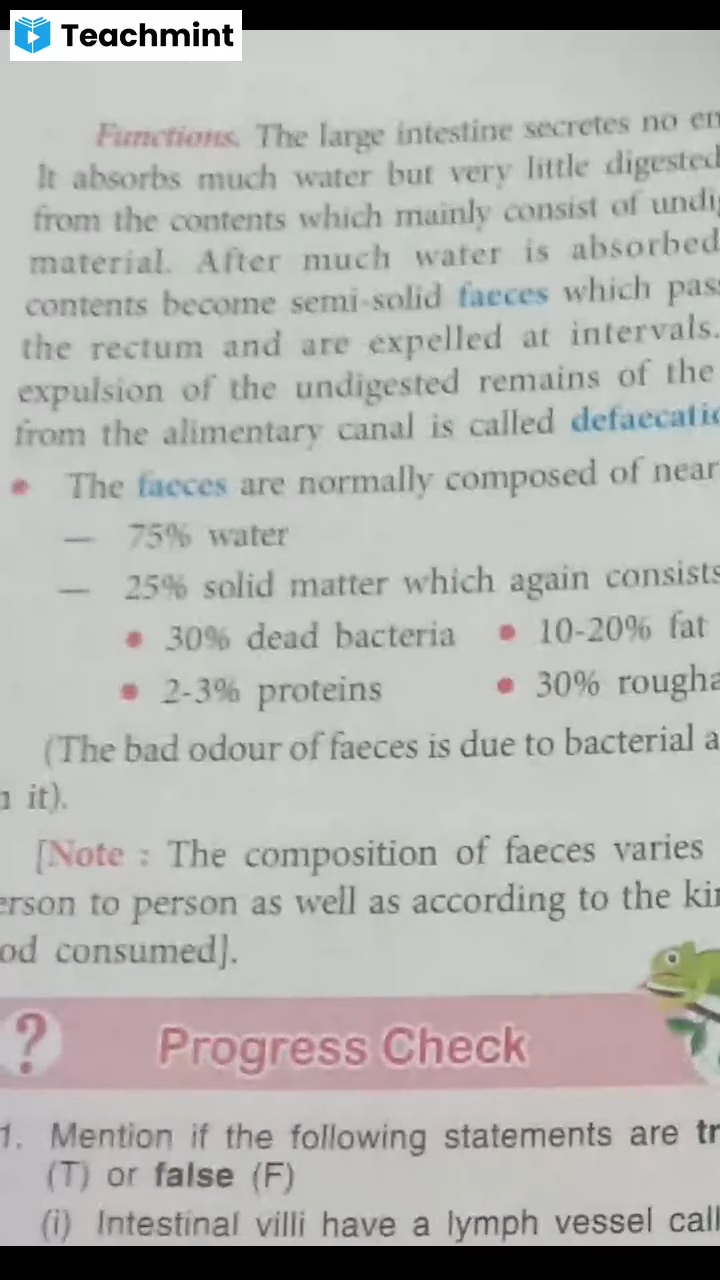 Teachmint
Functions. The large intestine secretes no en
It absorbs much water but very little digested
from the contents which mainly consist of undig
material. After much water is absorbed
contents become semi-solid faeces which pas
the rectum and are expelled at intervals.
expulsion of the undigested remains of the
from the alimentary canal is called defaecatio
• The faeces are normally composed of near
— 75% water
— 25% solid matter which again consists
• 30% dead bacteria • 10-20% fat
• 2-3% proteins • 30% rougha
(The bad odour of faeces is due to bacterial a
n it).
[Note : The composition of faeces varies
erson to person as well as according to the kin
od consumed].
? Progress Check
1. Mention if the following statements are tr
(T) or false (F)
(i) Intestinal villi have a lymph vessel call